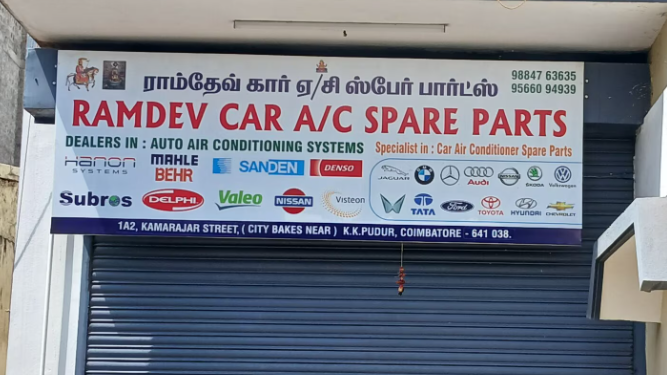 ராம்தேவ் கார் ஏ/சி ஸ்பேர் பார்ட்ஸ்
98847 63635
95660 94939
RAMDEV CAR A/C SPARE PARTS
DEALERS IN : AUTO AIR CONDITIONING SYSTEMS
Specialist in : Car Air Conditioner Spare Parts
Hanon SYSTEMS MAHLE BEHR SANDEN DENSO
JAGUAR Audi NISSAN ŠKODA Volkswagen
Subros DELPHI Valeo NISSAN Visteon
TATA Ford TOYOTA HYUNDAI CHEVROLET
1A2, KAMARAJAR STREET, ( CITY BAKES NEAR ) K.K.PUDUR, COIMBATORE - 641 038.